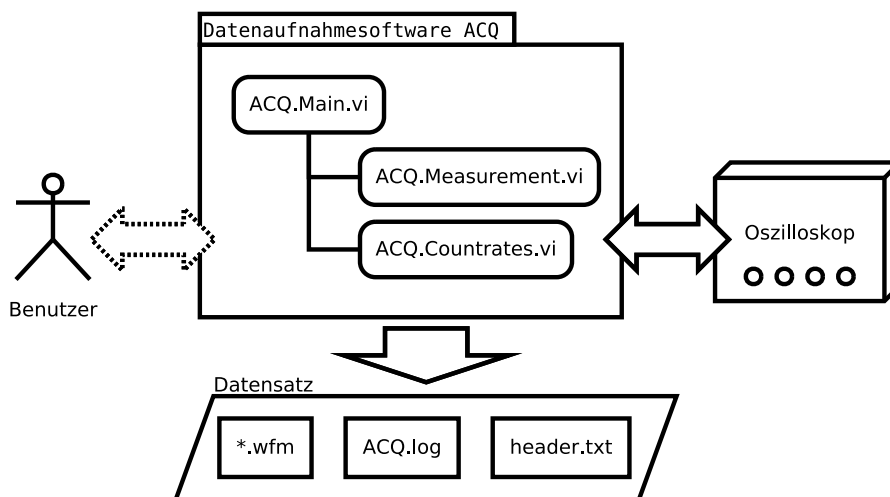 Datenaufnahmesoftware ACQ
ACQ.Main.vi
ACQ.Measurement.vi
ACQ.Countrates.vi
Benutzer
Oszilloskop
Datensatz
*.wfm
ACQ.log
header.txt